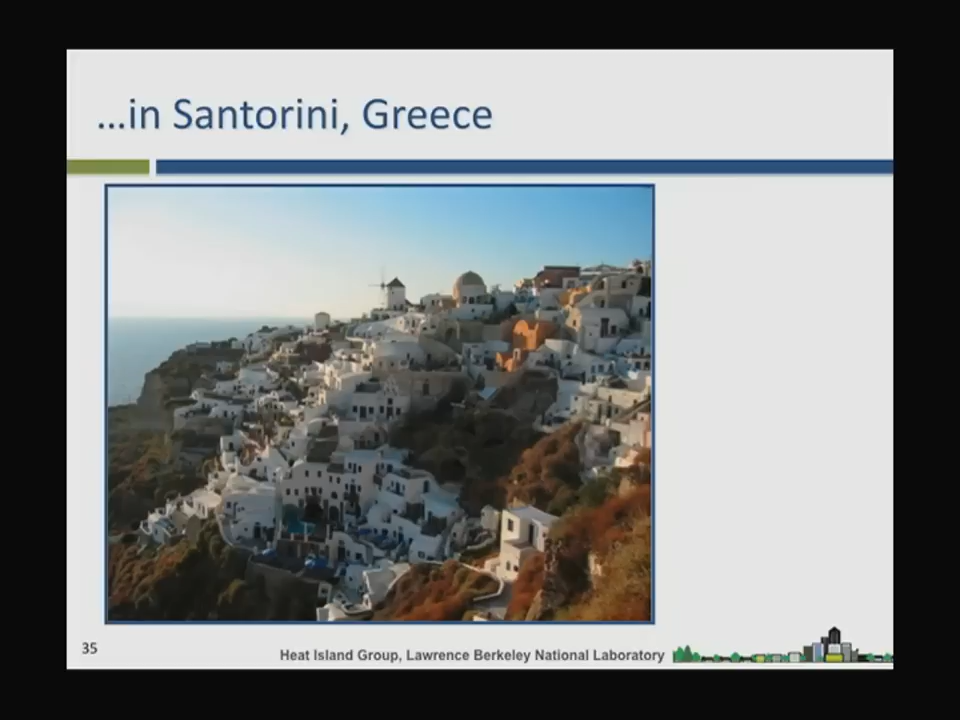 ...in Santorini, Greece
35
Heat Island Group, Lawrence Berkeley National Laboratory